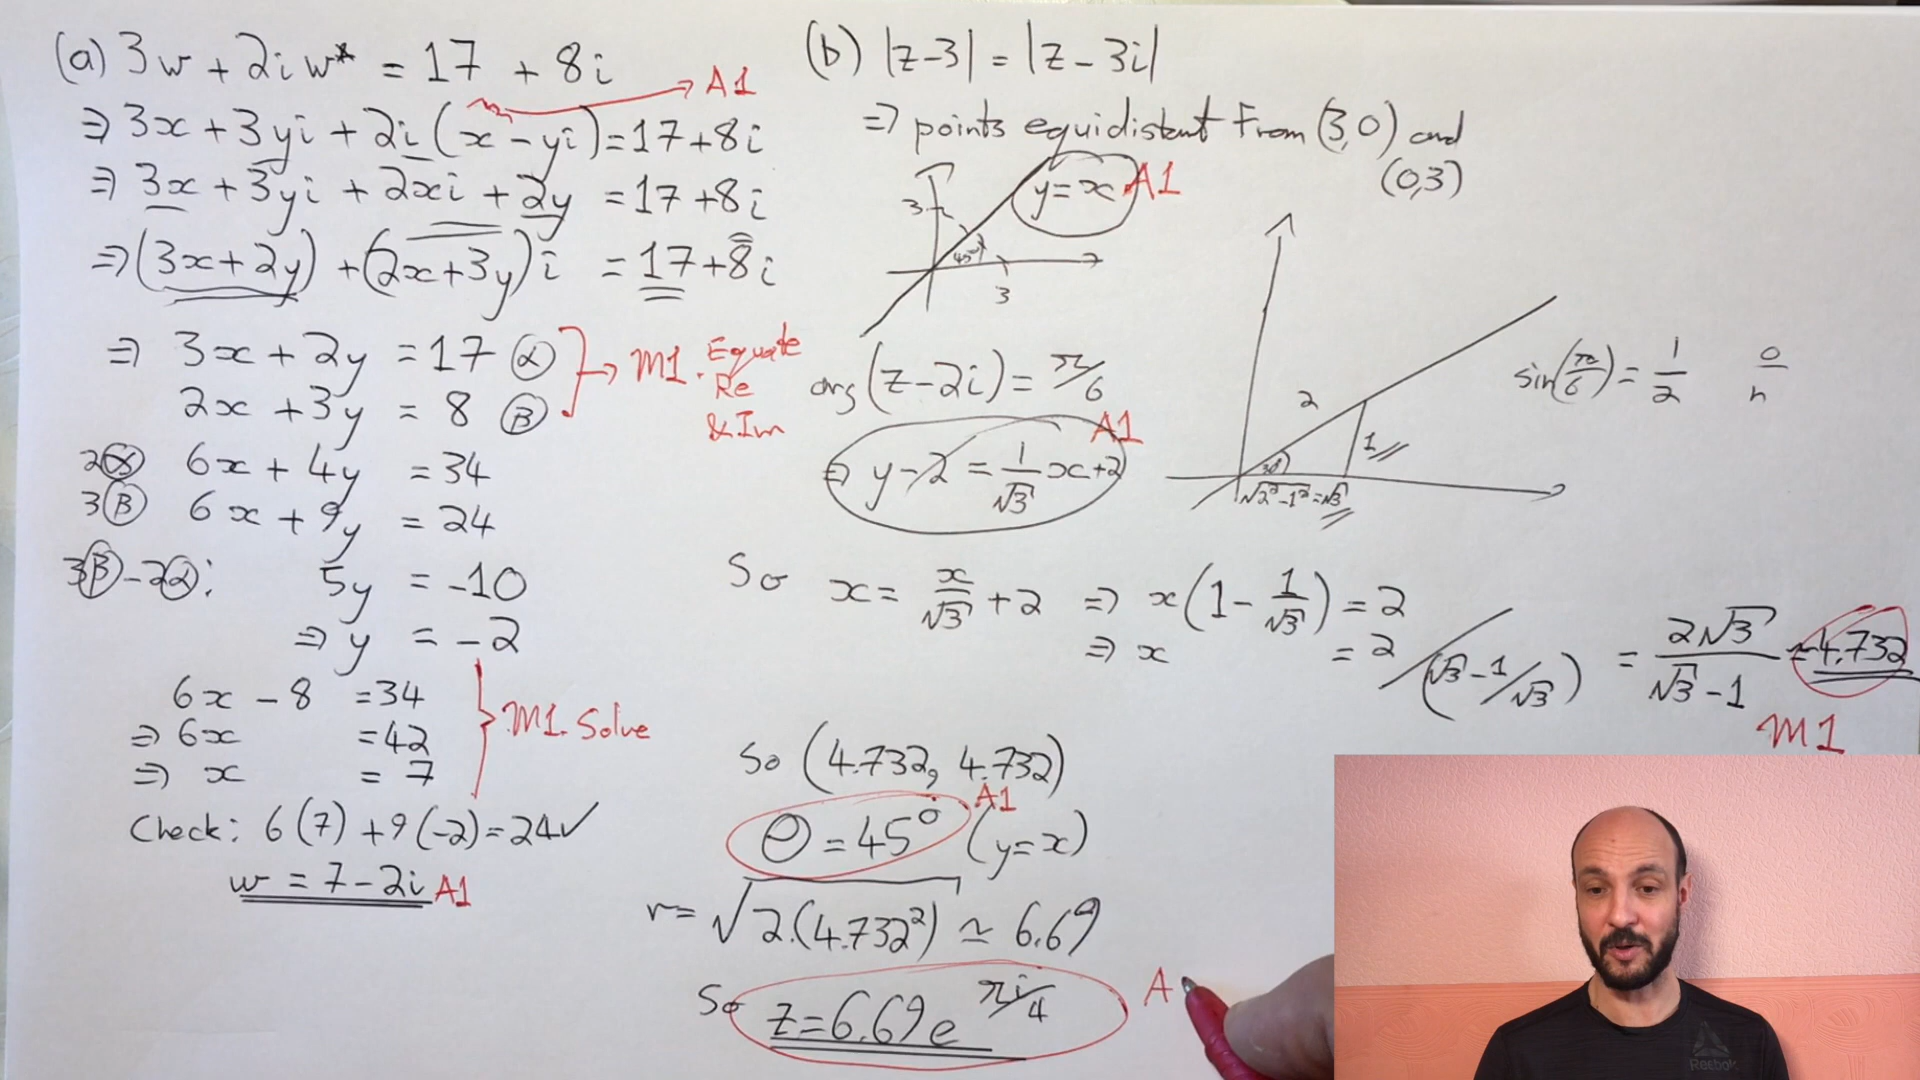 (a) 3w + 2iw* = 17 + 8i
→ A1
⇒ 3x + 3yi + 2i(x - yi) = 17 + 8i
⇒ 3x + 3yi + 2xi + 2y = 17 + 8i
⇒ (3x + 2y) + (2x + 3y)i = 17 + 8i
⇒ 3x + 2y = 17 α
2x + 3y = 8 β
→ M1. Equate
Re
& Im
2α 6x + 4y = 34
3β 6x + 9y = 24
3β - 2α: 5y = -10
⇒ y = -2
6x - 8 = 34
⇒ 6x = 42
⇒ x = 7
M1. Solve
Check: 6(7) + 9(-2) = 24 ✓
w = 7 - 2i A1
(b) |z - 3| = |z - 3i|
⇒ points equidistant From (3,0) and
(0,3)
y = x A1
3
45°
3
arg(z - 2i) = π/6
A1
⇒ y - 2 = 1/√3 x + 2
2
1
30°
√2² - 1² = √3
sin(π/6) = 1/2 o/h
So x = x/√3 + 2 ⇒ x(1 - 1/√3) = 2
⇒ x = 2/(√3 - 1/√3) = 2√3/√3 - 1 ≃ 4.732
M1
So (4.732, 4.732)
A1
θ = 45° (y = x)
r = √2.(4.732²) ≃ 6.69
So z = 6.69e^πi/4 A
Reebok